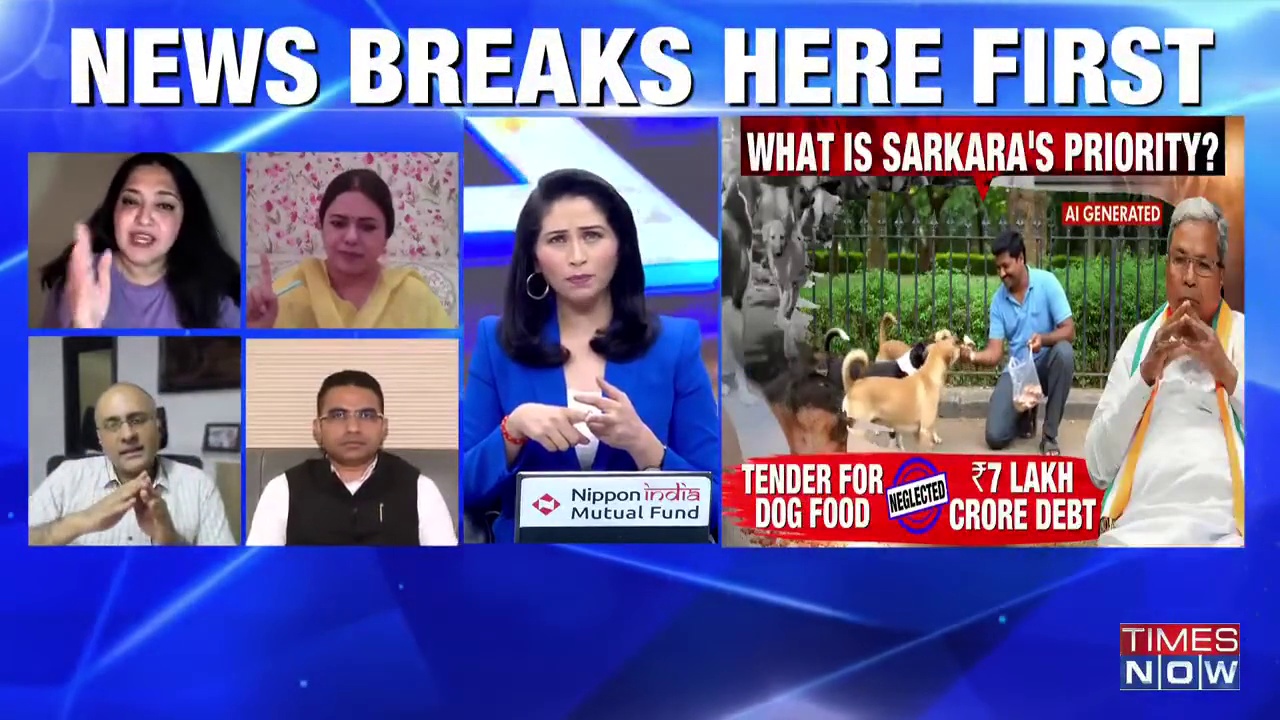 NEWS BREAKS HERE FIRST
WHAT IS SARKARA'S PRIORITY?
AI GENERATED
TENDER FOR
DOG FOOD
NEGLECTED
₹7 LAKH
CRORE DEBT
Nippon india
Mutual Fund
TIMES
NOW